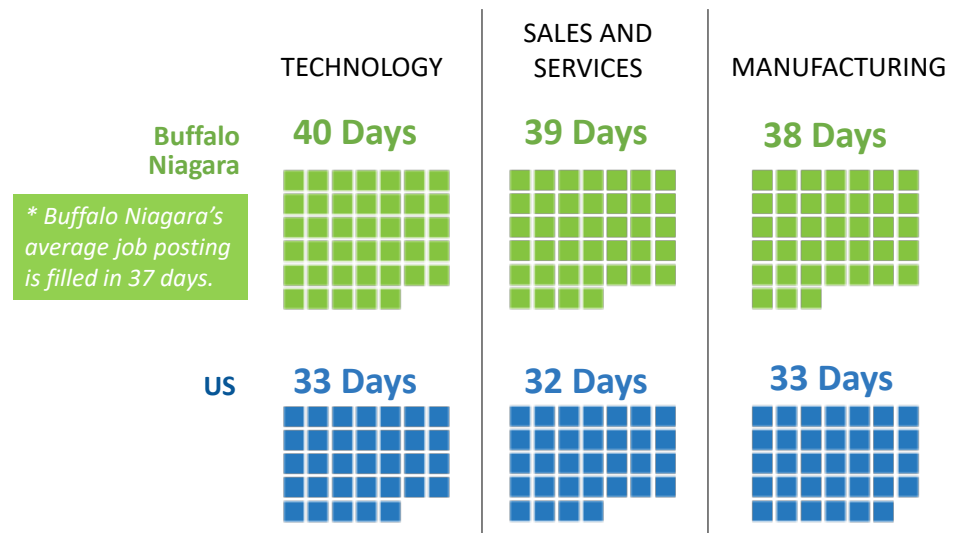 TECHNOLOGY
SALES AND
SERVICES
MANUFACTURING
Buffalo
Niagara
40 Days
39 Days
38 Days
* Buffalo Niagara’s
average job posting
is filled in 37 days.
US
33 Days
32 Days
33 Days